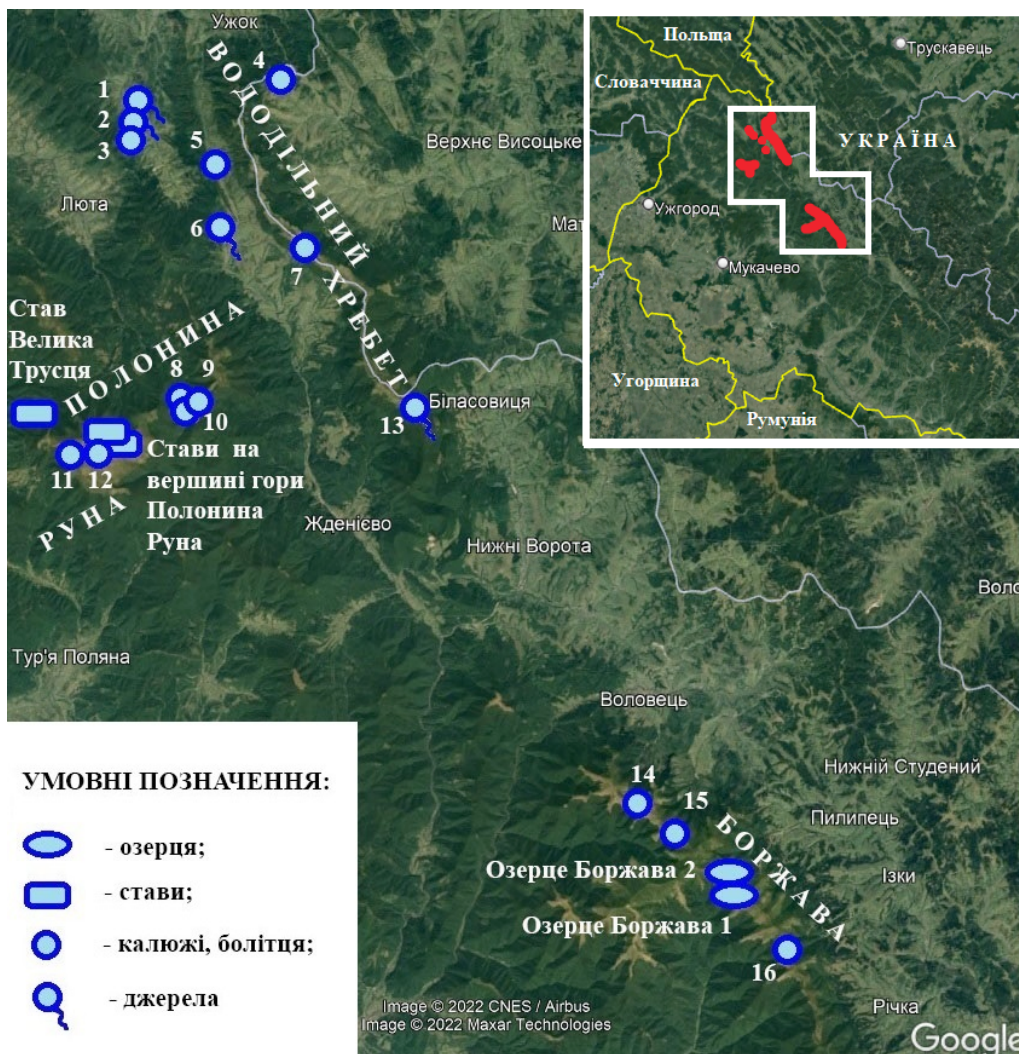 Ужок
4
ВОДОДІЛЬНИЙ
ХРЕБЕТ
1
2
3
5
Верхнє Височьке
Люта
6
Мат
7
Став
Велика
Трусця
ПОЛОНИНА
РУНА
8
9
10
Біласовиця
13
11
12
Стави на
вершині гори
Полонина
Руна
Жденієво
Нижні Ворота
Воло
Тур'я Поляна
Польща
Трускавець
Словаччина
УКРАЇНА
Ужгород
Мукачево
Угорщина
Румунія
Воловець
Нижній Студений
14
15
БОРЖАВА
Пилипець
Озерце Боржава 2
Ізки
Озерце Боржава 1
16
Річка
УМОВНІ ПОЗНАЧЕННЯ:
- озерця;
- стави;
- калюжі, болітця;
- джерела
Image © 2022 CNES / Airbus
Image © 2022 Maxar Technologies
Google